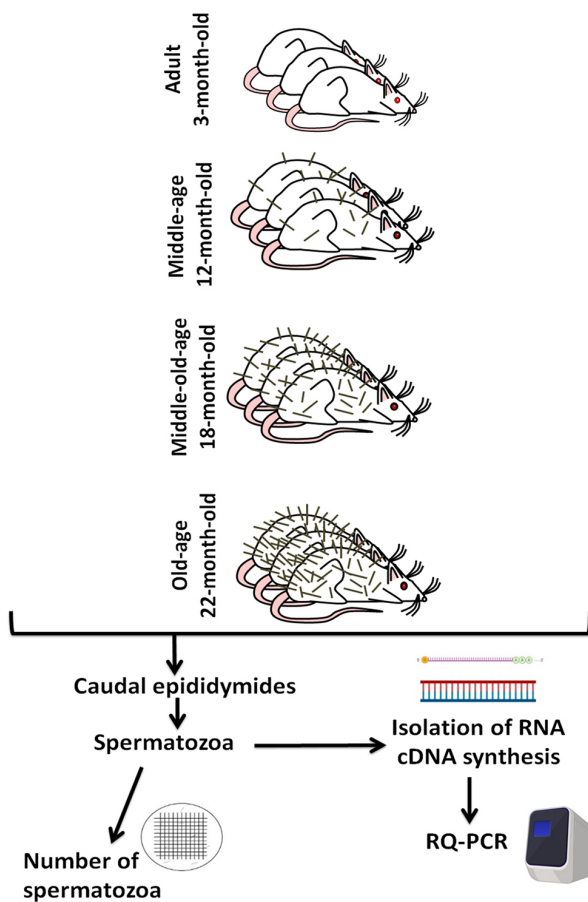 Adult
3-month-old
Middle-age
12-month-old
Middle-old-age
18-month-old
Old-age
22-month-old
Caudal epididymides
Spermatozoa
Isolation of RNA
cDNA synthesis
RQ-PCR
Number of
spermatozoa